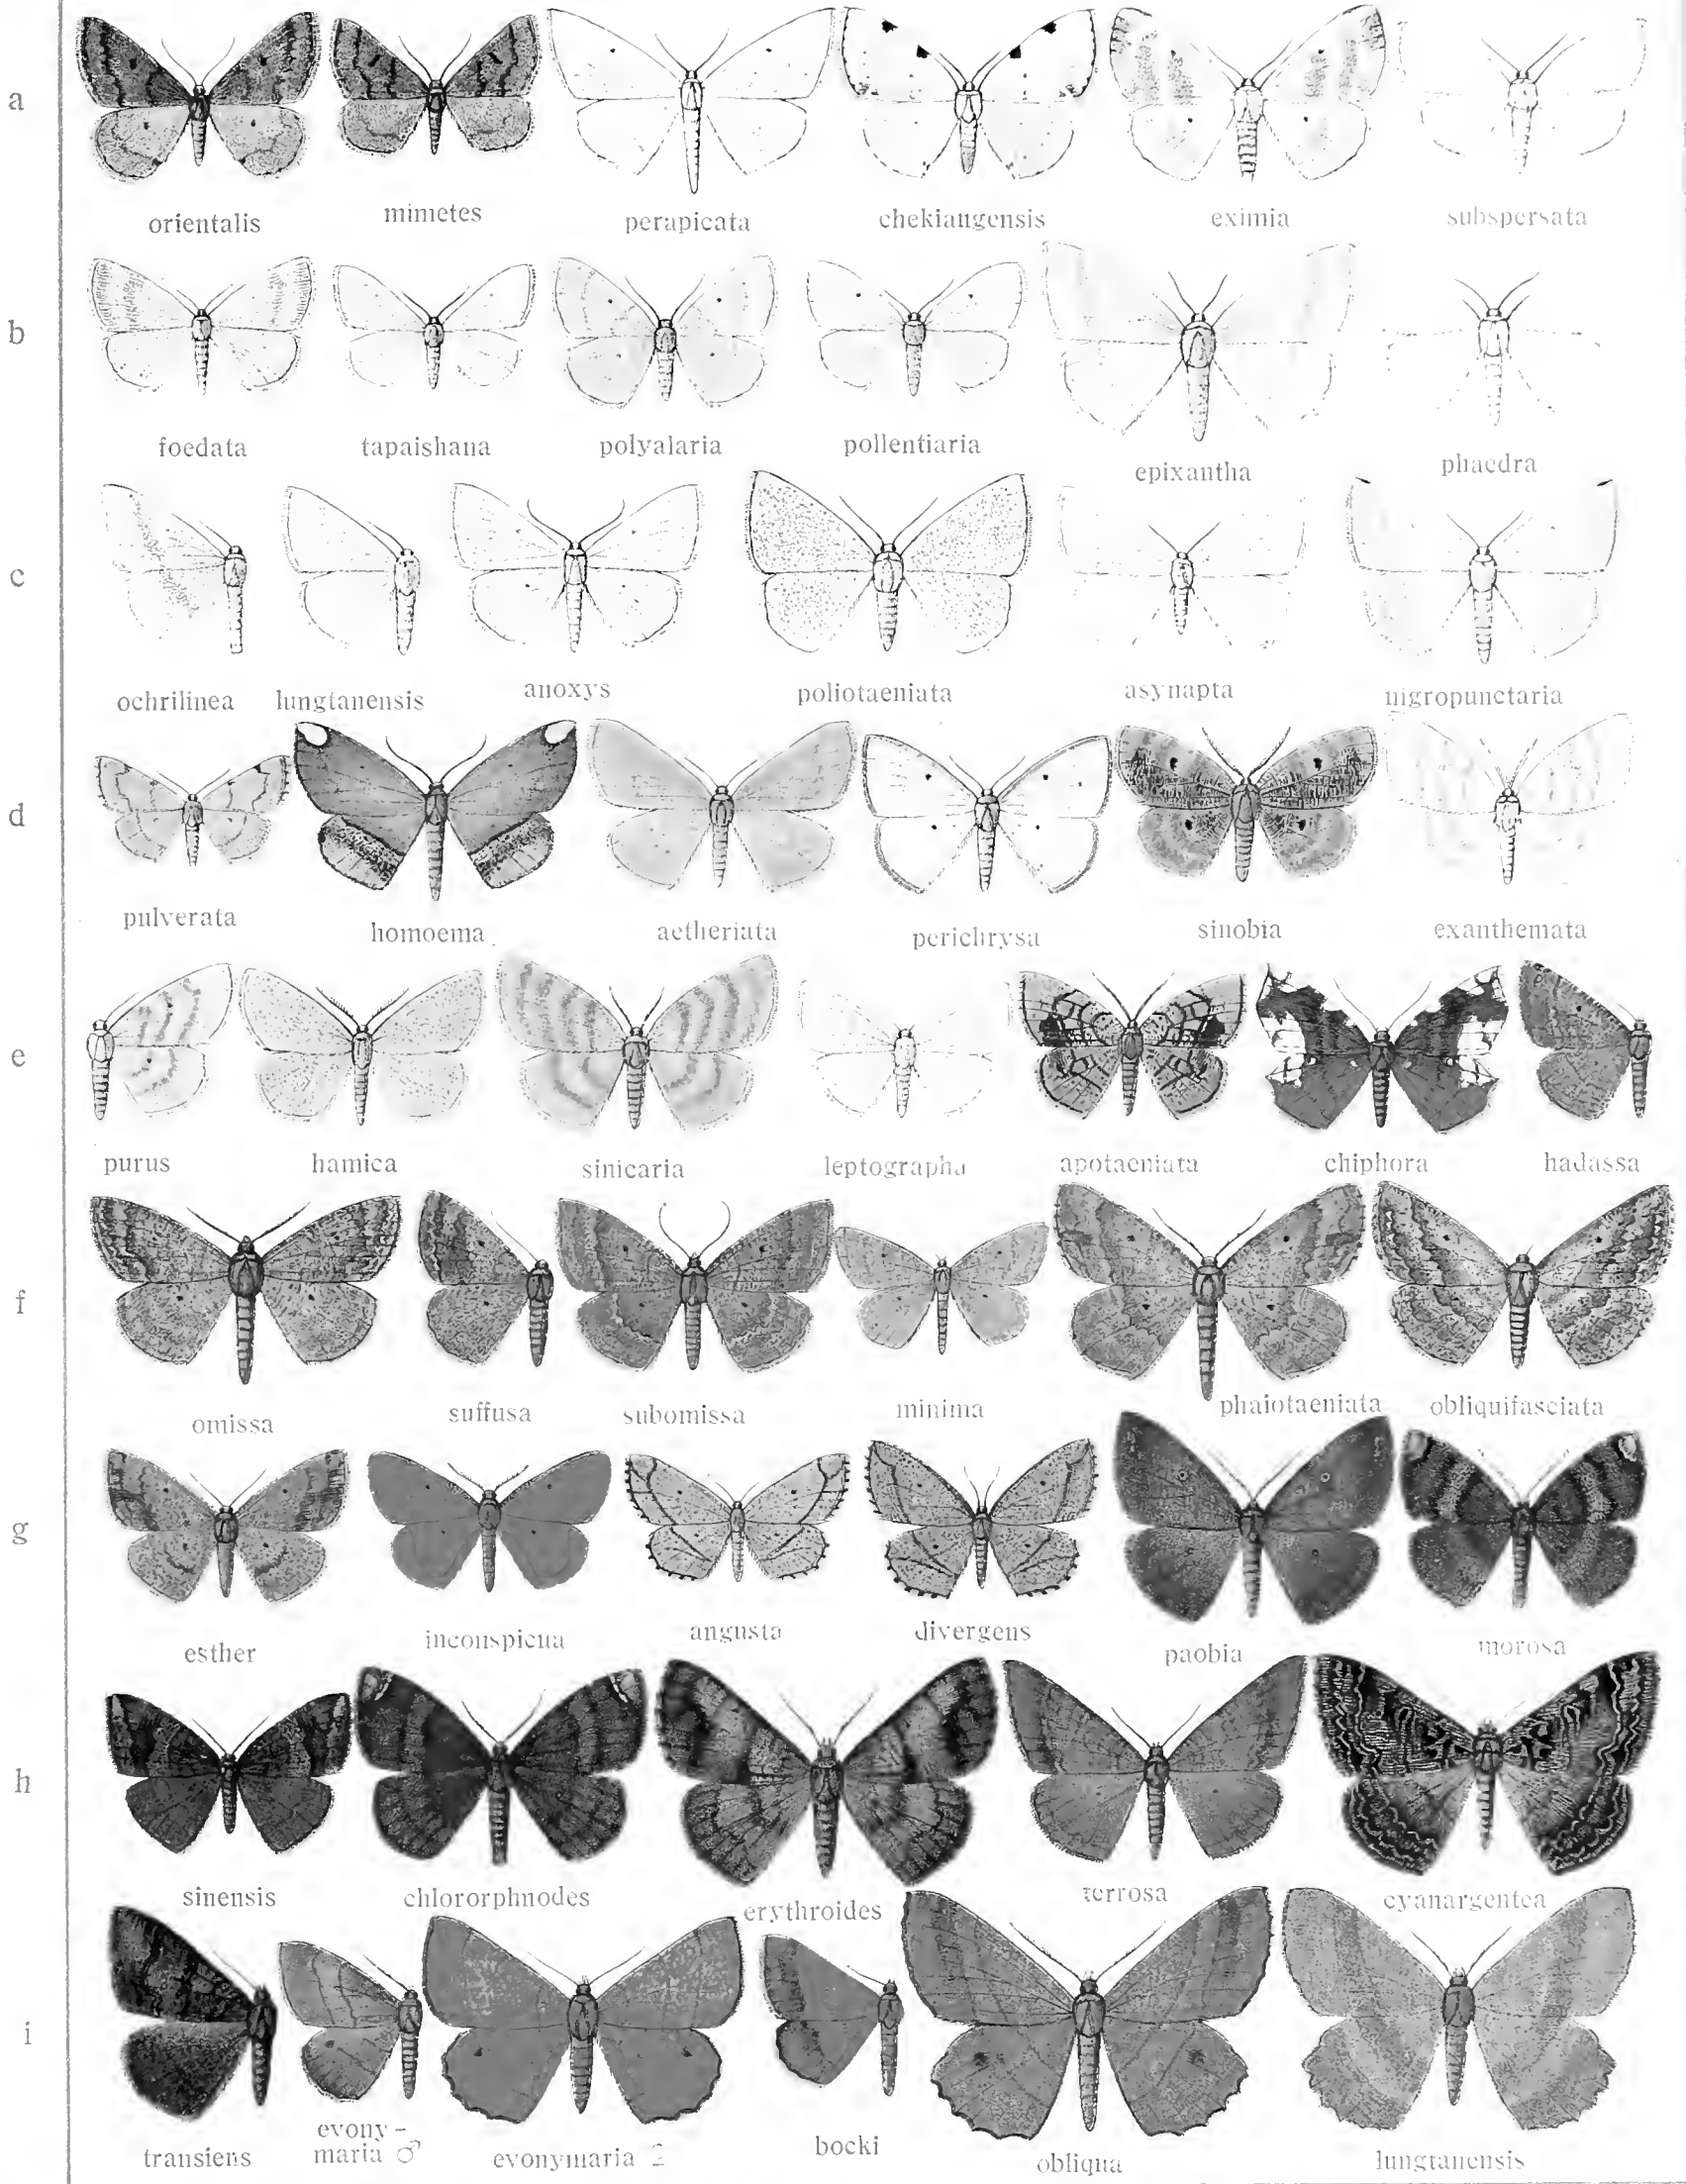 a
orientalis mimetes perapicata chekiangensis eximia subspersata
b
foedata tapaishana polyalaria pollentiaria epixantha phaedra
c
ochrilinea lungtanensis anoxys poliotaeniata asynapta nigropunctaria
d
pulverata homoema aetheriata perichrysa sinobia exanthemata
e
purus hamica sinicaria leptographa apotaeniata chiphora hadassa
f
omissa suffusa subomissa minima phaiotaeniata obliquifasciata
g
esther inconspicua angusta divergens paobia morosa
h
sinensis chlororphnodes erythroides terrosa cyanargentea
i
transiens evony-
maria ♂ evonymaria ♀ bocki obliqua lungtanensis